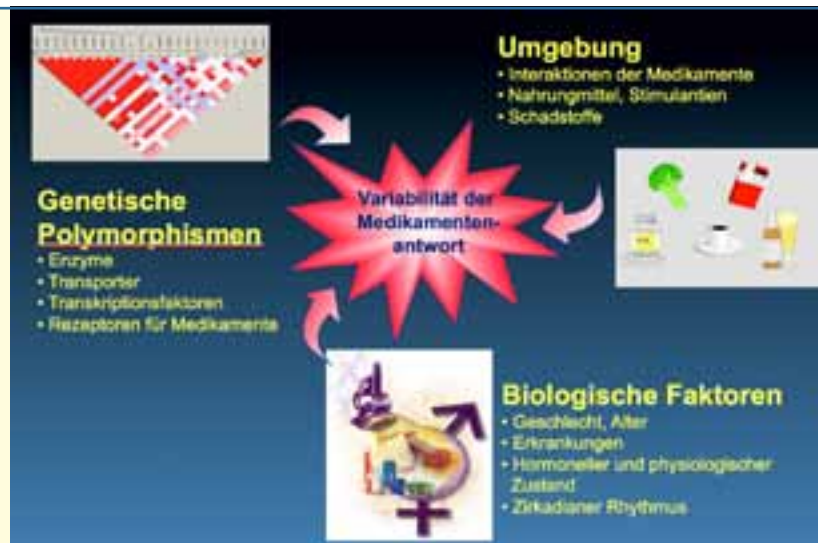 Umgebung
• Interaktionen der Medikamente
• Nahrungmittel, Stimulantien
• Schadstoffe
Variabilität der
Medikamenten-
antwort
Genetische
Polymorphismen
• Enzyme
• Transporter
• Transkriptionsfaktoren
• Rezeptoren für Medikamente
Biologische Faktoren
• Geschlecht, Alter
• Erkrankungen
• Hormoneller und physiologischer
Zustand
• Zirkadianer Rhythmus